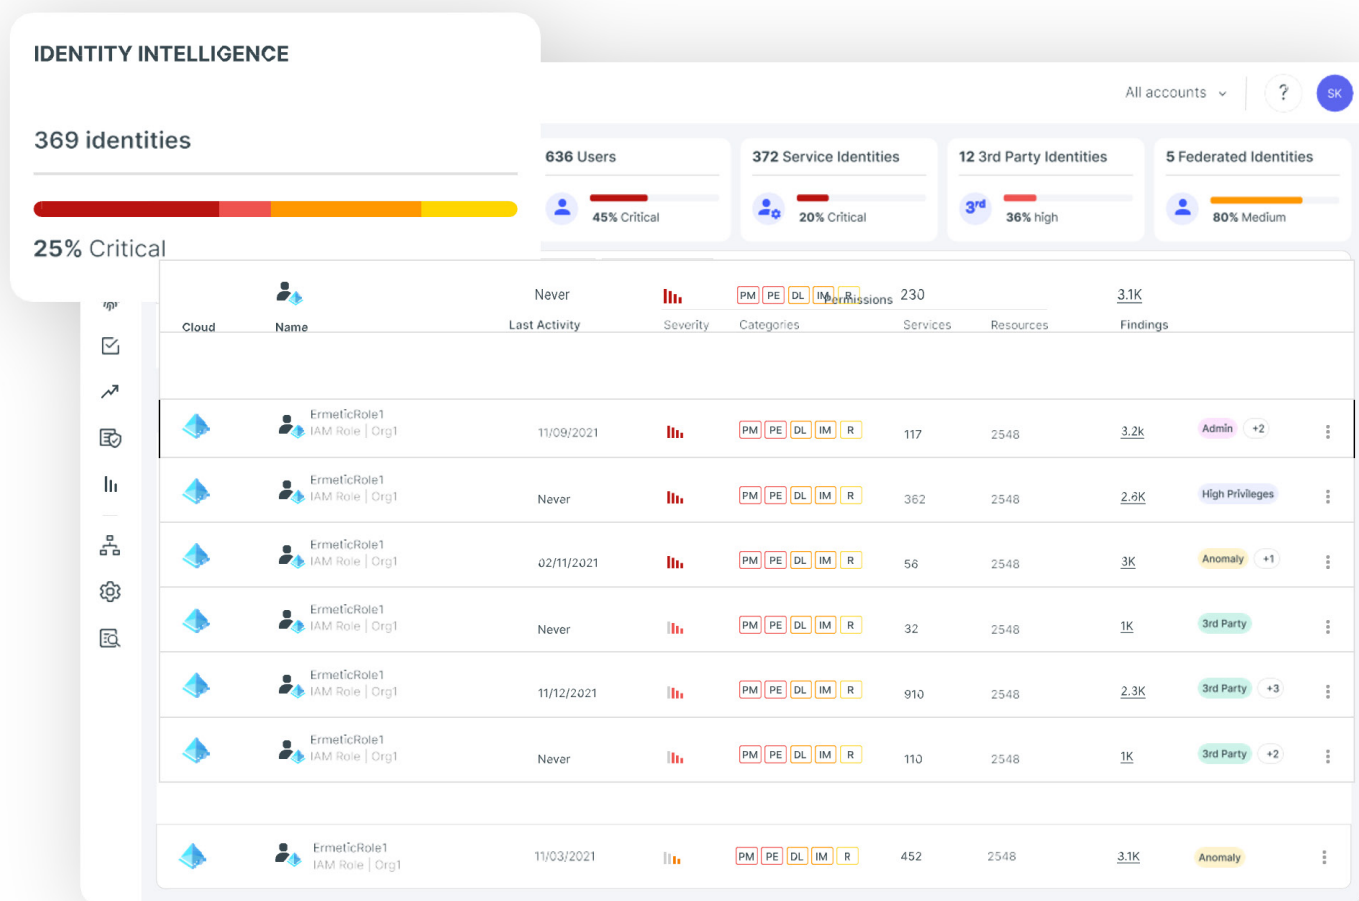 IDENTITY INTELLIGENCE
369 identities
25% Critical
All accounts ? SK
636 Users
45% Critical
372 Service Identities
20% Critical
12 3rd Party Identities
3rd
36% high
5 Federated Identities
80% Medium
Never PM PE DL IM R 230 3.1K
Permissions
Cloud Name Last Activity Severity Categories Services Resources Findings
ErmeticRole1
IAM Role | Org1
11/09/2021 PM PE DL IM R 117 2548 3.2k Admin +2
ErmeticRole1
IAM Role | Org1
Never PM PE DL IM R 362 2548 2.6K High Privileges
ErmeticRole1
IAM Role | Org1
02/11/2021 PM PE DL IM R 56 2548 3K Anomaly +1
ErmeticRole1
IAM Role | Org1
Never PM PE DL IM R 32 2548 1K 3rd Party
ErmeticRole1
IAM Role | Org1
11/12/2021 PM PE DL IM R 910 2548 2.3K 3rd Party +3
ErmeticRole1
IAM Role | Org1
Never PM PE DL IM R 110 2548 1K 3rd Party +2
ErmeticRole1
IAM Role | Org1
11/03/2021 PM PE DL IM R 452 2548 3.1K Anomaly